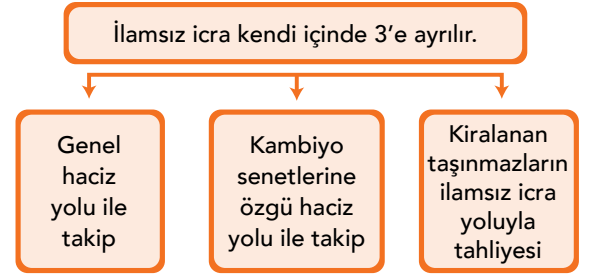 İlamsız icra kendi içinde 3’e ayrılır.
Genel
haciz
yolu ile
takip
Kambiyo
senetlerine
özgü haciz
yolu ile takip
Kiralanan
taşınmazların
ilamsız icra
yoluyla
tahliyesi